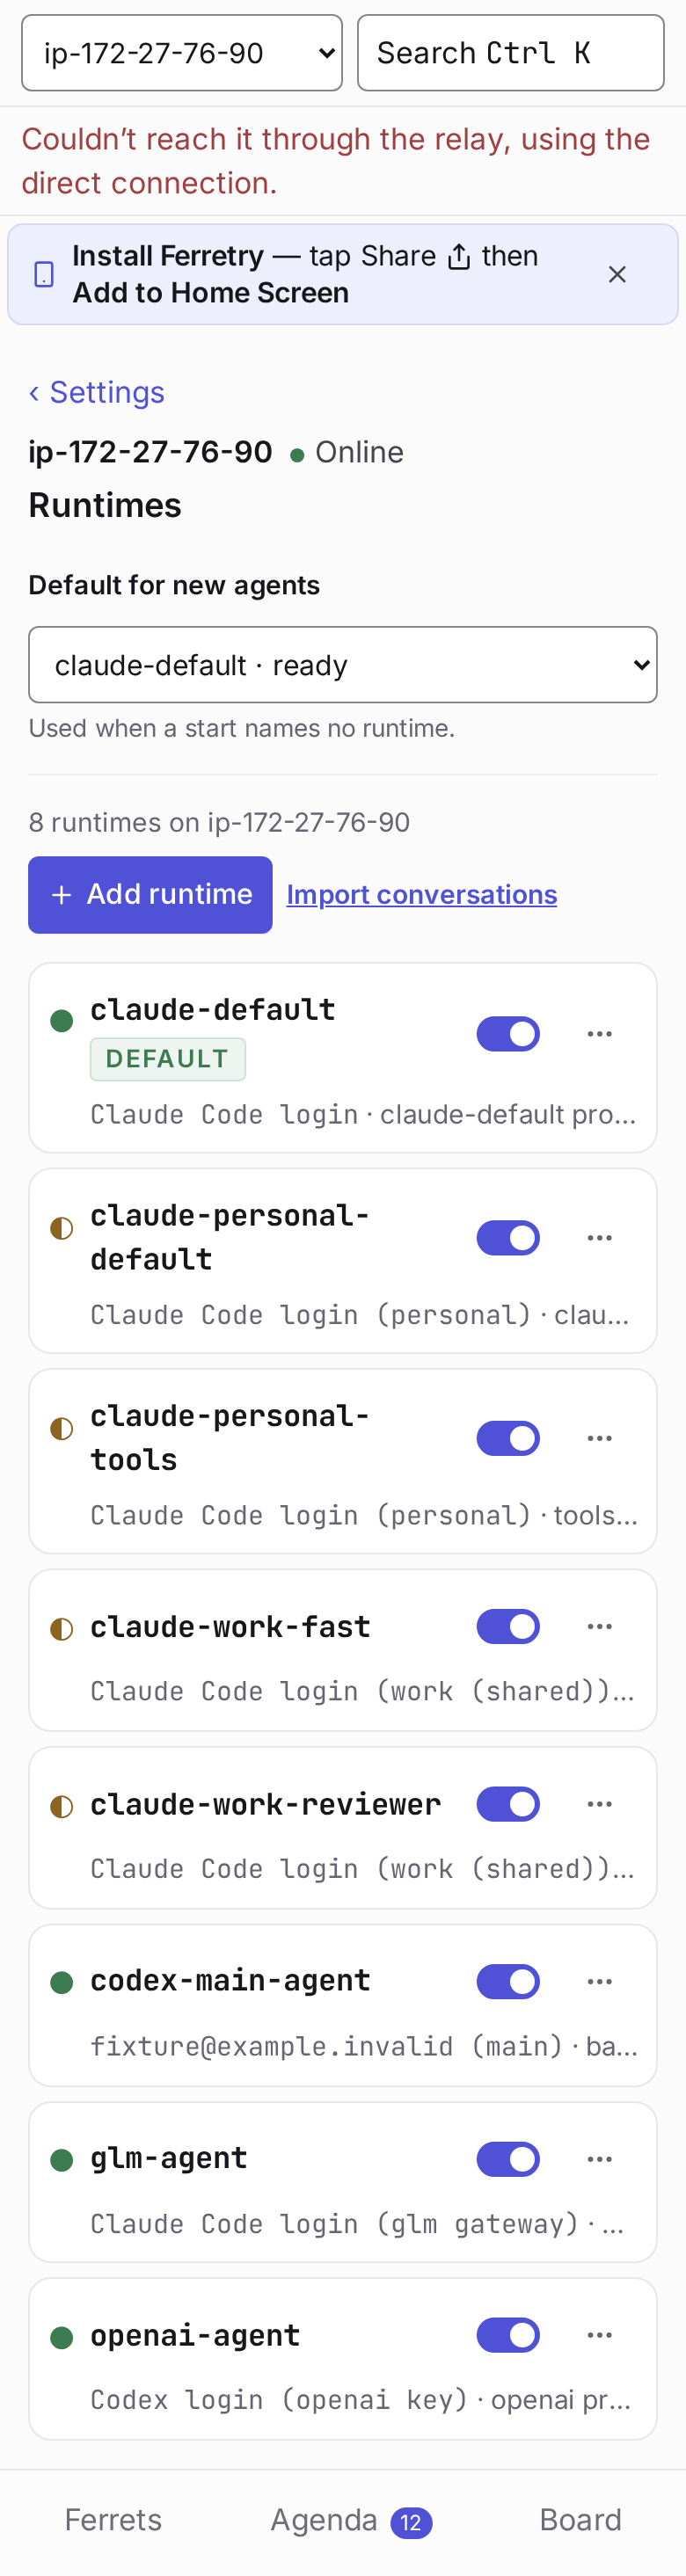 ip-172-27-76-90
Search Ctrl K
Couldn't reach it through the relay, using the
direct connection.
Install Ferretry — tap Share then
Add to Home Screen
‹ Settings
ip-172-27-76-90 Online
Runtimes
Default for new agents
claude-default · ready
Used when a start names no runtime.
8 runtimes on ip-172-27-76-90
+ Add runtime Import conversations
claude-default
DEFAULT
Claude Code login · claude-default pro...
claude-personal-
default
Claude Code login (personal) · clau...
claude-personal-
tools
Claude Code login (personal) · tools...
claude-work-fast
Claude Code login (work (shared))...
claude-work-reviewer
Claude Code login (work (shared))...
codex-main-agent
fixture@example.invalid (main) · ba...
glm-agent
Claude Code login (glm gateway) · ...
openai-agent
Codex login (openai key) · openai pr...
Ferrets Agenda 12 Board